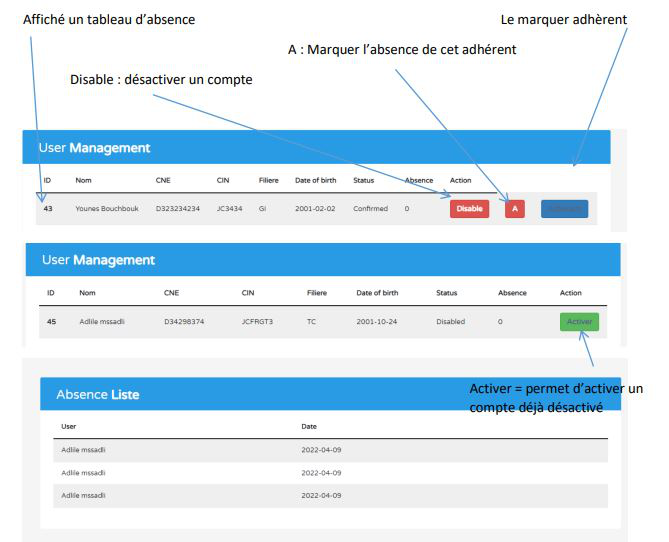 Affiché un tableau d'absence
Le marquer adhèrent
A : Marquer l'absence de cet adhérent
Disable : désactiver un compte
User Management
ID Nom CNE CIN Filiere Date of birth Status Absence Action
43 Younes Bouchbouk D323234234 JC3434 GI 2001-02-02 Confirmed 0 Disable A
User Management
ID Nom CNE CIN Filiere Date of birth Status Absence Action
45 Adlile mssadli D34298374 JCFRGT3 TC 2001-10-24 Disabled 0 Activer
Activer = permet d'activer un
compte déjà désactivé
Absence Liste
User Date
Adlile mssadli 2022-04-09
Adlile mssadli 2022-04-09
Adlile mssadli 2022-04-09